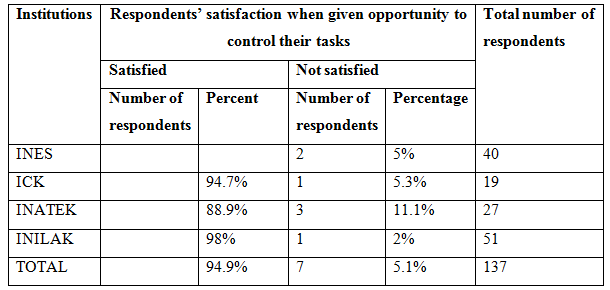 Institutions Respondents’ satisfaction when given opportunity to Total number of
control their tasks respondents
Satisfied Not satisfied
Number of Percent Number of Percentage
respondents respondents
INES 2 5% 40
ICK 94.7% 1 5.3% 19
INATEK 88.9% 3 11.1% 27
INILAK 98% 1 2% 51
TOTAL 94.9% 7 5.1% 137